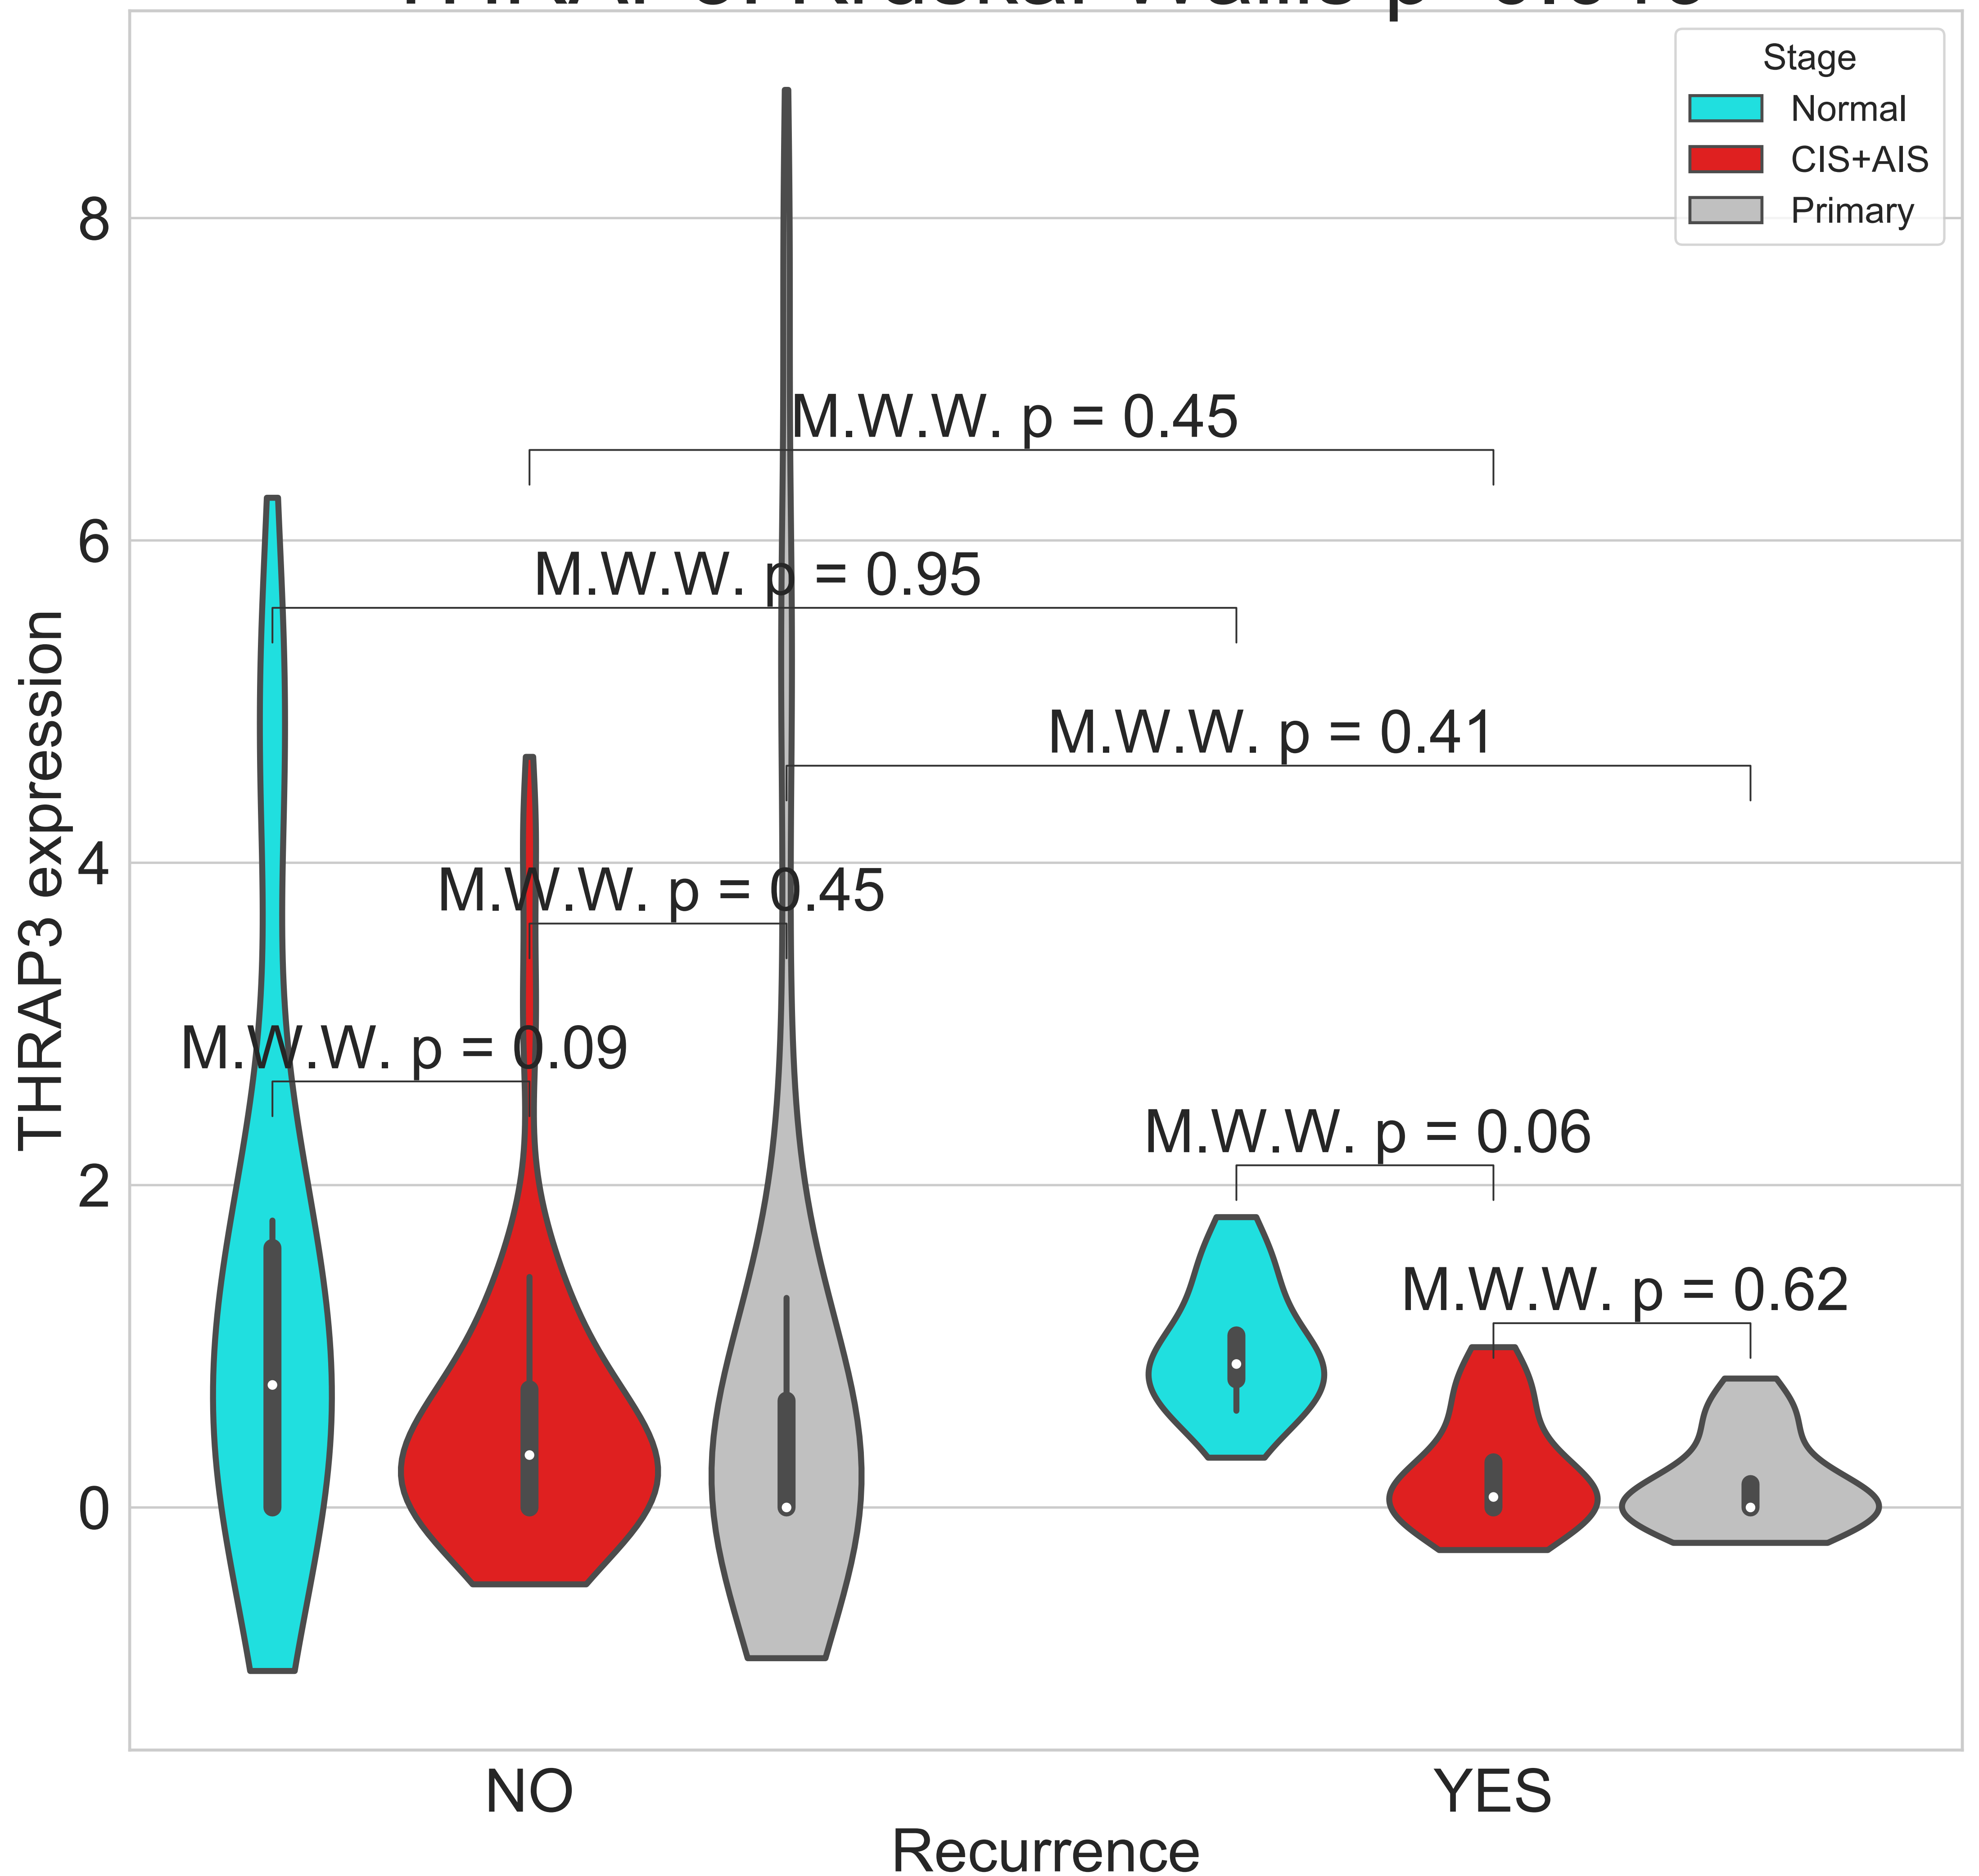 Stage
Normal
CIS+AIS
Primary
8
6
4
2
0
THRAP3 expression
M.W.W. p = 0.45
M.W.W. p = 0.95
M.W.W. p = 0.41
M.W.W. p = 0.45
M.W.W. p = 0.09
M.W.W. p = 0.06
M.W.W. p = 0.62
NO
YES
Recurrence